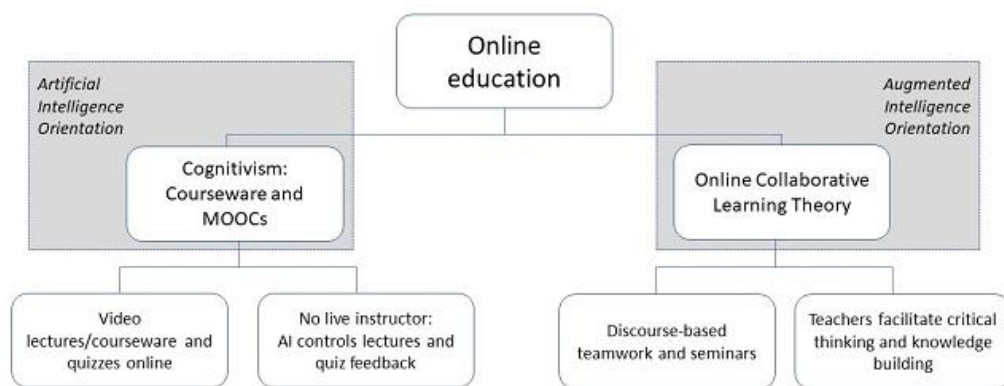 Online
education
Artificial
Intelligence
Orientation
Augmented
Intelligence
Orientation
Cognitivism:
Courseware and
MOOCs
Online Collaborative
Learning Theory
Video
lectures/courseware and
quizzes online
No live instructor:
AI controls lectures and
quiz feedback
Discourse-based
teamwork and seminars
Teachers facilitate critical
thinking and knowledge
building